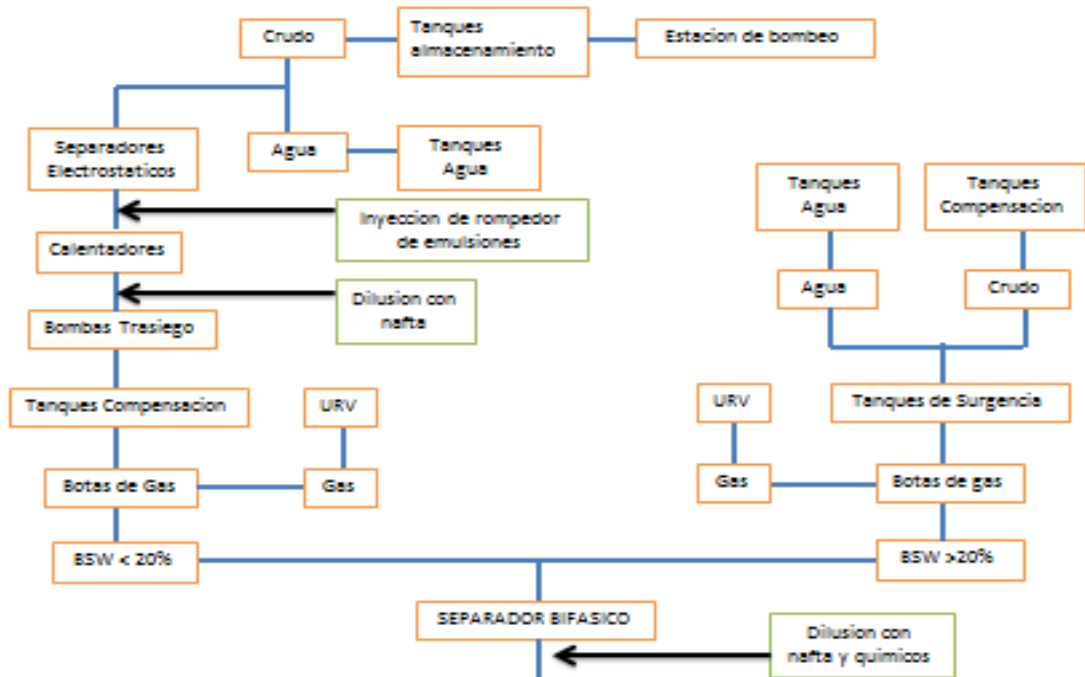 Crudo
Tanques
almacenamiento
Estacion de bombeo
Separadores
Electrostaticos
Agua
Tanques
Agua
Tanques
Agua
Tanques
Compensacion
Inyeccion de rompedor
de emulsiones
Calentadores
Agua
Crudo
Dilusion con
nafta
Bombas Trasiego
Tanques Compensacion
URV
URV
Tanques de Surgencia
Botas de Gas
Gas
Gas
Botas de gas
BSW < 20%
BSW >20%
SEPARADOR BIFASICO
Dilusion con
nafta y quimicos